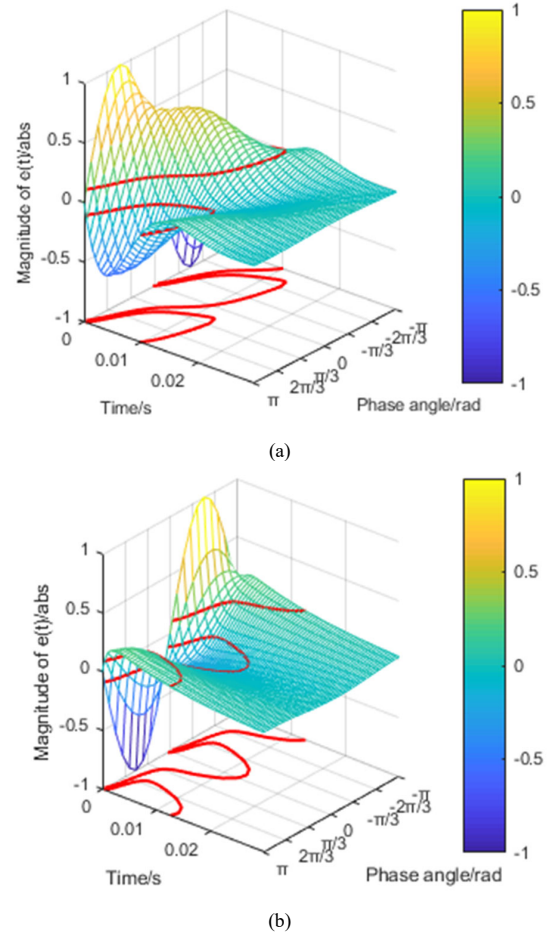 1
0.5
0
-0.5
-1
Magnitude of e(t)/abs
0
0.01
0.02
Time/s
π
2π/3
π/3
0
-π/3
-2π/3
-π
Phase angle/rad
1
0.5
0
-0.5
-1
(a)
1
0.5
0
-0.5
-1
Magnitude of e(t)/abs
0
0.01
0.02
Time/s
π
2π/3
π/3
0
-π/3
-2π/3
-π
Phase angle/rad
1
0.5
0
-0.5
-1
(b)